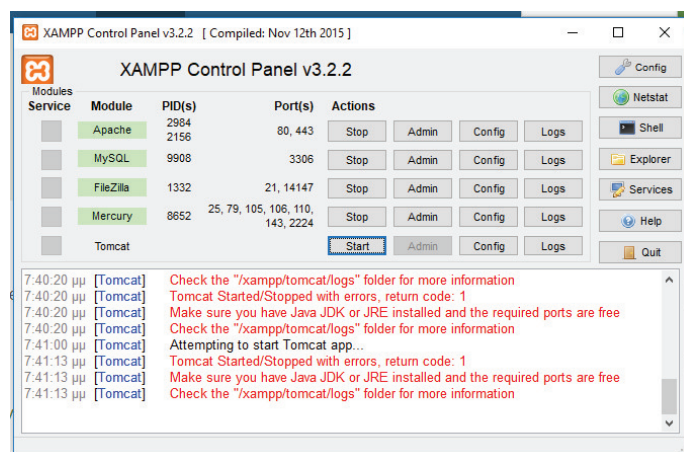 XAMPP Control Panel v3.2.2 [ Compiled: Nov 12th 2015 ]
XAMPP Control Panel v3.2.2
Config
Modules
Service Module PID(s) Port(s) Actions
Netstat
Apache 2984 2156 80, 443 Stop Admin Config Logs
Shell
MySQL 9908 3306 Stop Admin Config Logs
Explorer
FileZilla 1332 21, 14147 Stop Admin Config Logs
Services
Mercury 8652 25, 79, 105, 106, 110, 143, 2224 Stop Admin Config Logs
Help
Tomcat Start Admin Config Logs
Quit
7:40:20 μμ [Tomcat] Check the "/xampp/tomcat/logs" folder for more information
7:40:20 μμ [Tomcat] Tomcat Started/Stopped with errors, return code: 1
7:40:20 μμ [Tomcat] Make sure you have Java JDK or JRE installed and the required ports are free
7:40:20 μμ [Tomcat] Check the "/xampp/tomcat/logs" folder for more information
7:41:00 μμ [Tomcat] Attempting to start Tomcat app...
7:41:13 μμ [Tomcat] Tomcat Started/Stopped with errors, return code: 1
7:41:13 μμ [Tomcat] Make sure you have Java JDK or JRE installed and the required ports are free
7:41:13 μμ [Tomcat] Check the "/xampp/tomcat/logs" folder for more information